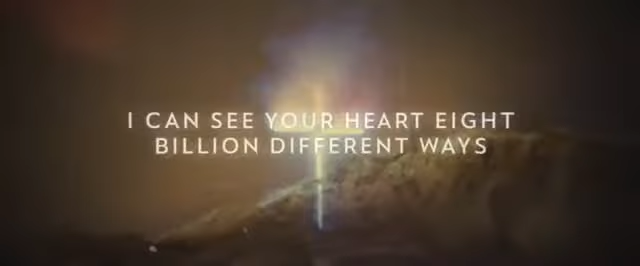 I CAN SEE YOUR HEART EIGHT
BILLION DIFFERENT WAYS